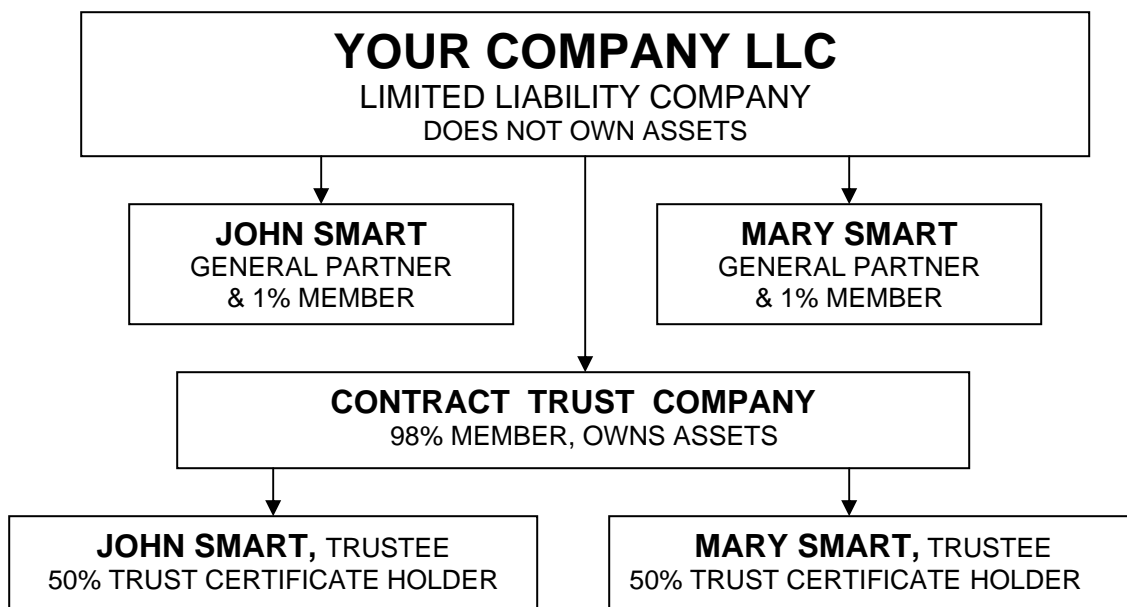 YOUR COMPANY LLC
LIMITED LIABILITY COMPANY
DOES NOT OWN ASSETS
JOHN SMART
GENERAL PARTNER
& 1% MEMBER
MARY SMART
GENERAL PARTNER
& 1% MEMBER
CONTRACT TRUST COMPANY
98% MEMBER, OWNS ASSETS
JOHN SMART, TRUSTEE
50% TRUST CERTIFICATE HOLDER
MARY SMART, TRUSTEE
50% TRUST CERTIFICATE HOLDER